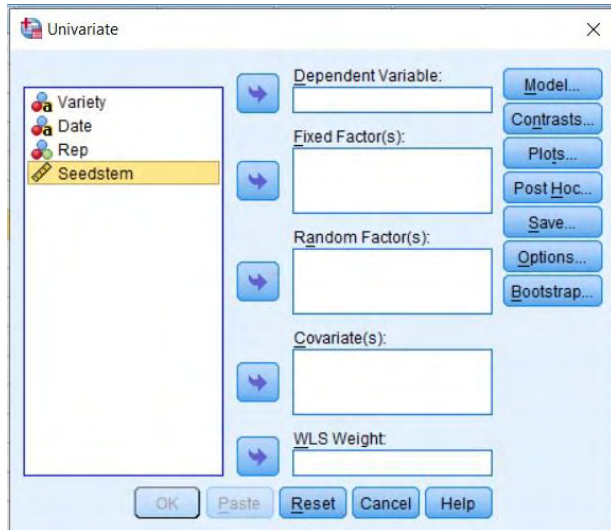 Univariate
Variety
Date
Rep
Seedstem
Dependent Variable:
Fixed Factor(s):
Random Factor(s):
Covariate(s):
WLS Weight:
Model...
Contrasts...
Plots...
Post Hoc...
Save...
Options...
Bootstrap...
OK
Paste
Reset
Cancel
Help